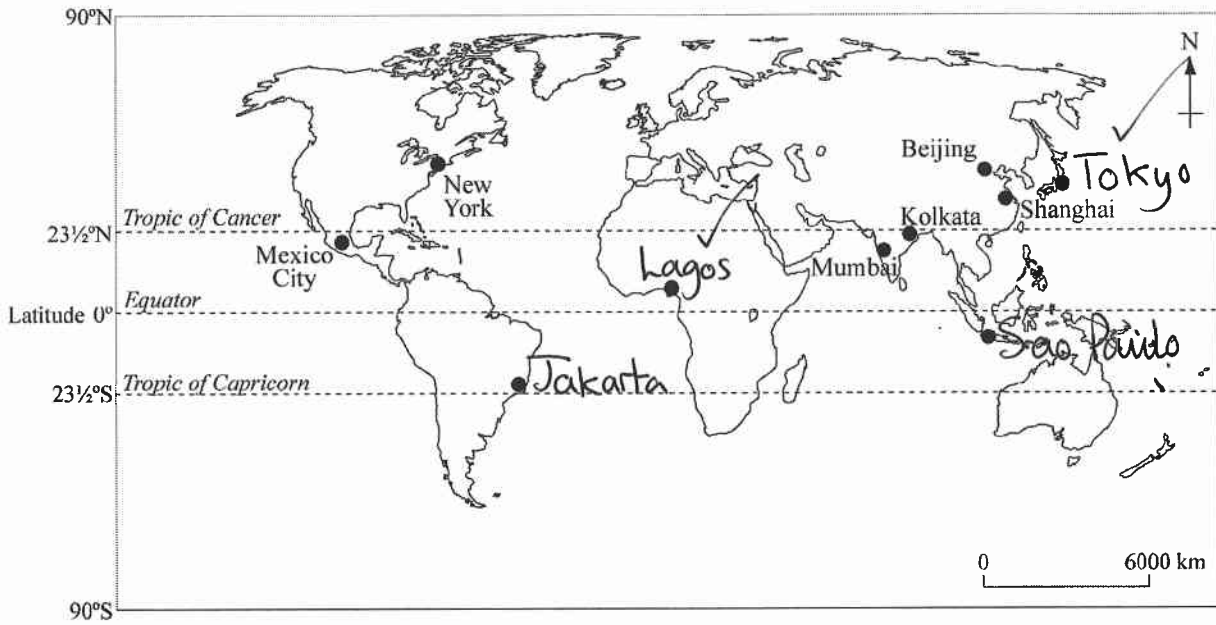 90ºN
N
Beijing
Tokyo
New
York
Shanghai
Tropic of Cancer
Kolkata
23½ºN
Mexico
City
Lagos
Mumbai
Equator
Latitude 0º
Sao Paulo
Tropic of Capricorn
Jakarta
23½ºS
0 6000 km
90ºS